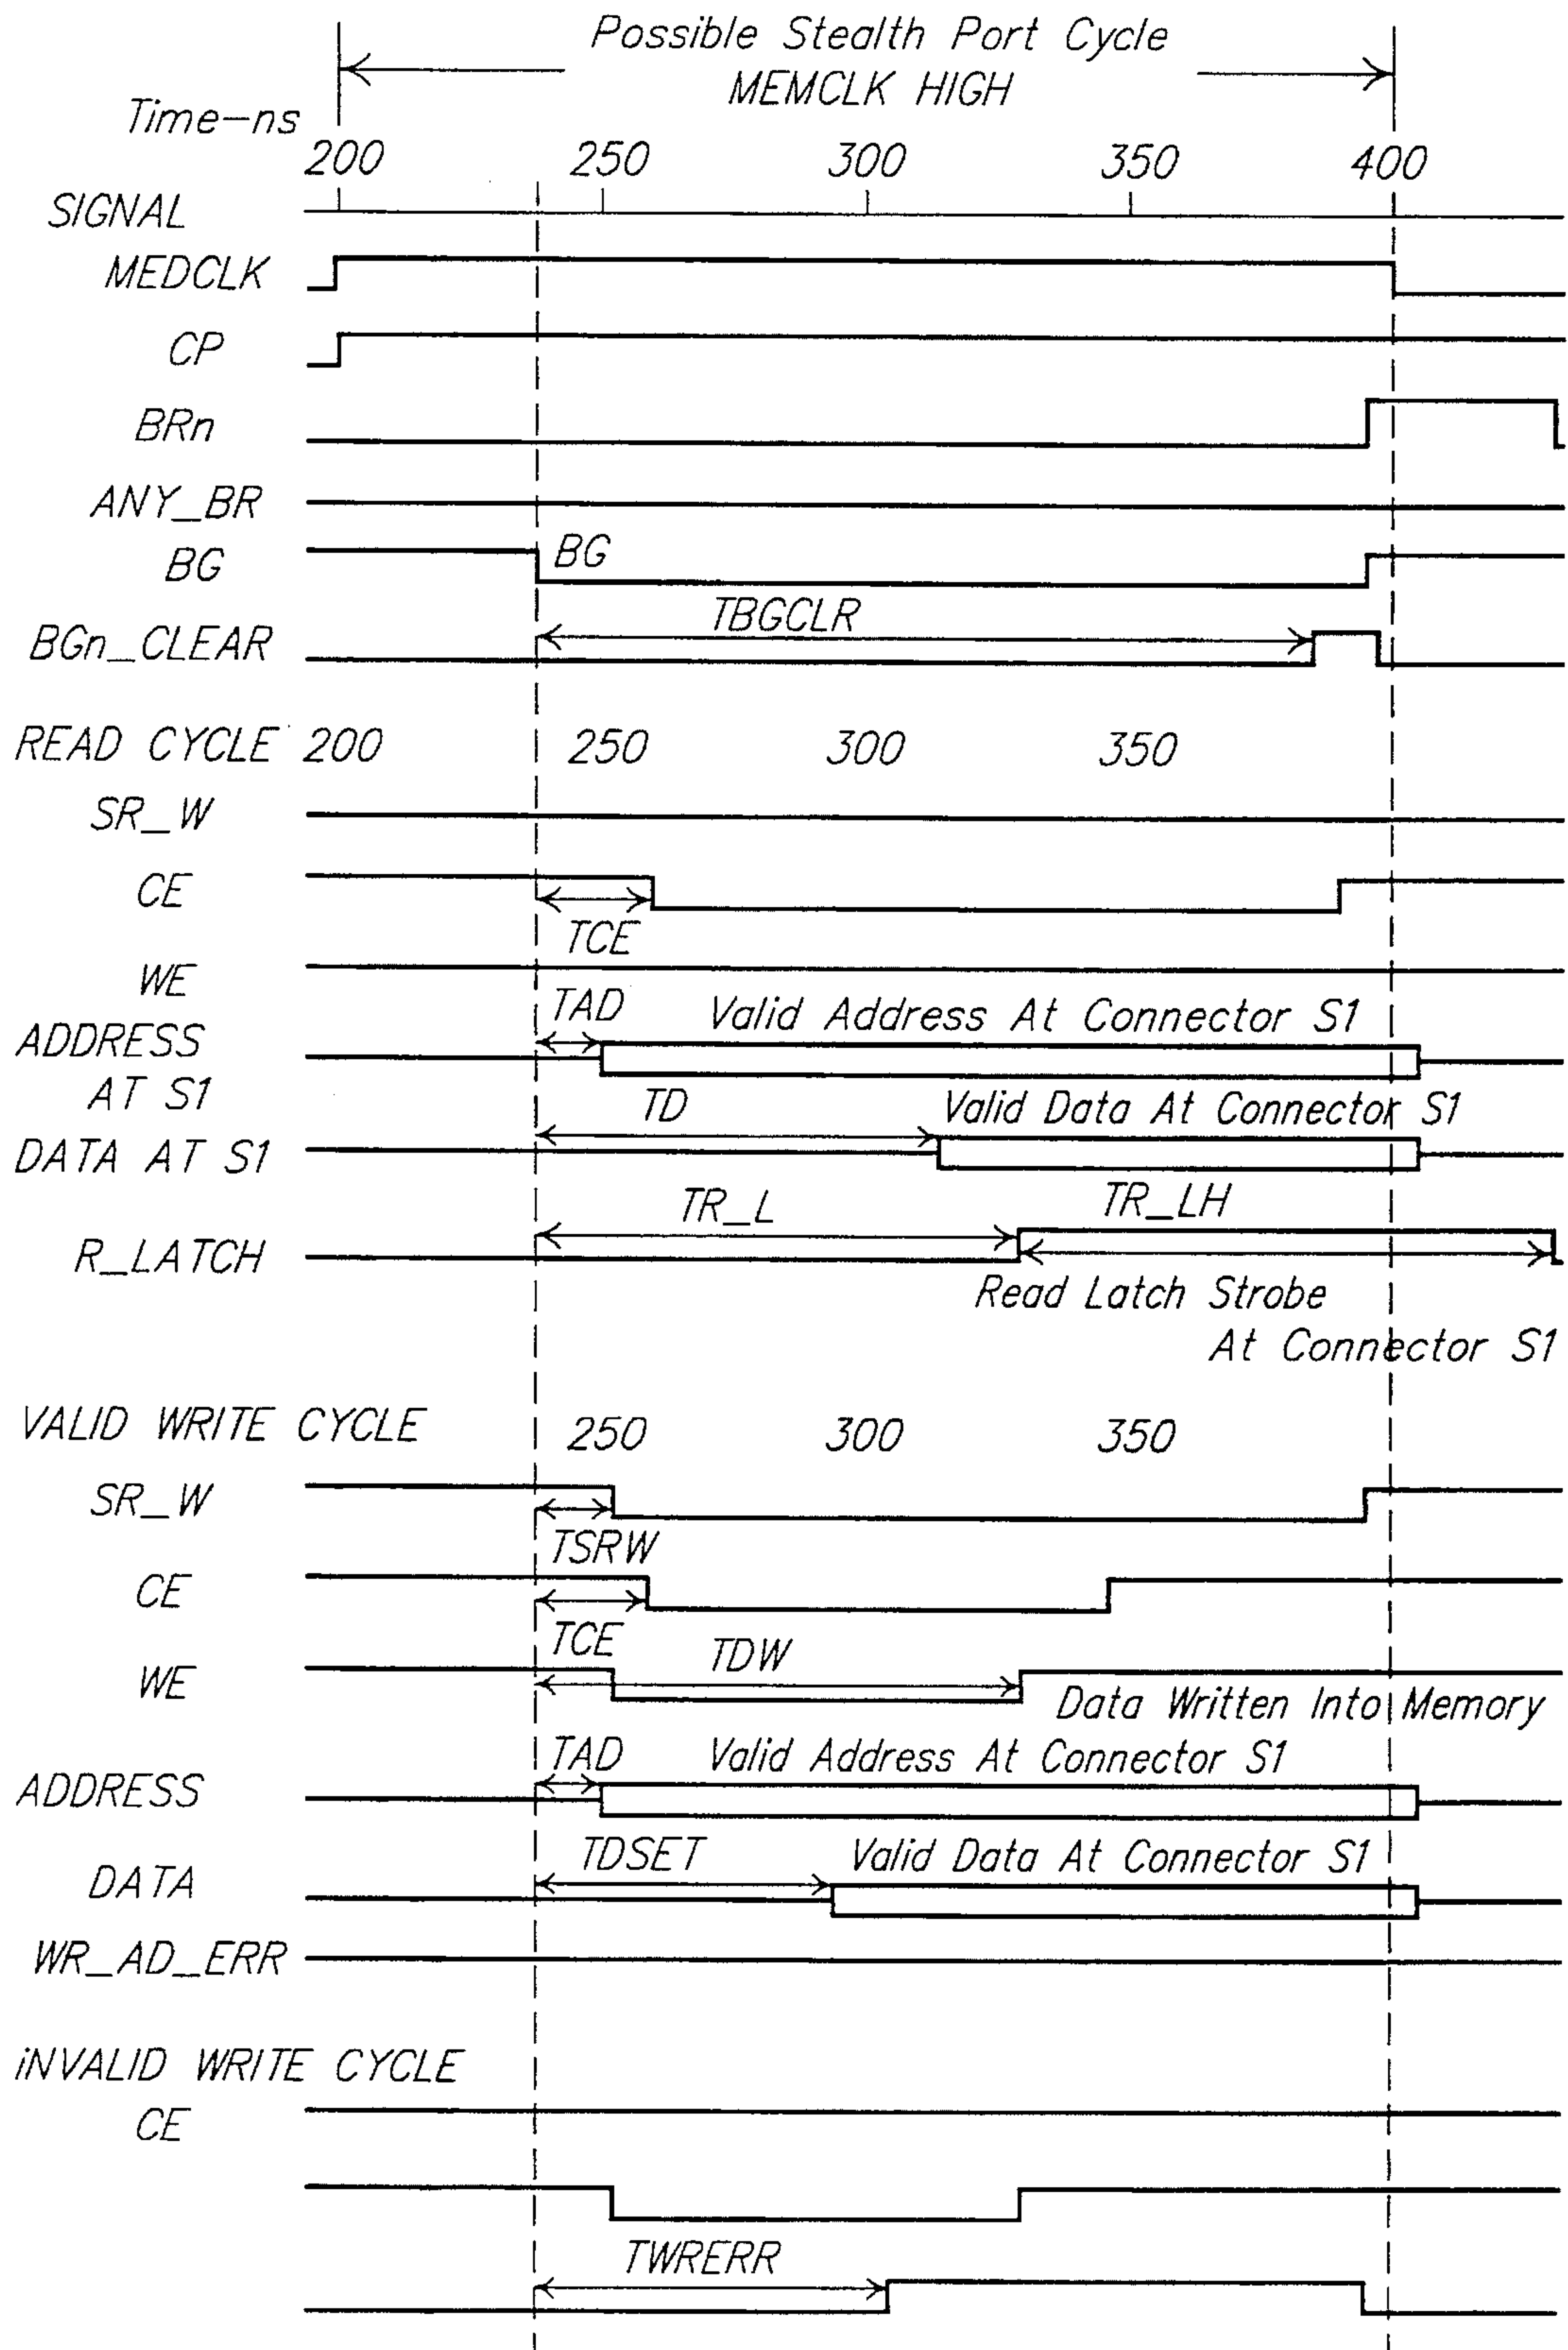 Possible Stealth Port Cycle
MEMCLK HIGH
Time-ns
200 250 300 350 400
SIGNAL
MEDCLK
CP
BRn
ANY_BR
BG BG
TBGCLR
BGn_CLEAR
READ CYCLE 200 250 300 350
SR_W
CE
TCE
WE
TAD Valid Address At Connector S1
ADDRESS
AT S1
TD Valid Data At Connector S1
DATA AT S1
TR_L TR_LH
R_LATCH
Read Latch Strobe
At Connector S1
VALID WRITE CYCLE 250 300 350
SR_W
TSRW
CE
TCE TDW
WE
Data Written Into Memory
TAD Valid Address At Connector S1
ADDRESS
TDSET Valid Data At Connector S1
DATA
WR_AD_ERR
iNVALID WRITE CYCLE
CE
TWRERR